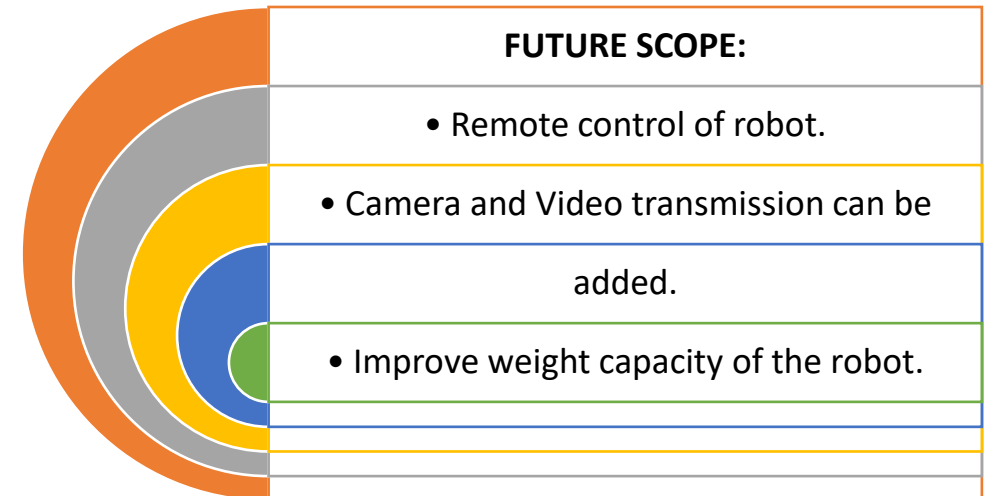 FUTURE SCOPE:
• Remote control of robot.
• Camera and Video transmission can be
added.
• Improve weight capacity of the robot.